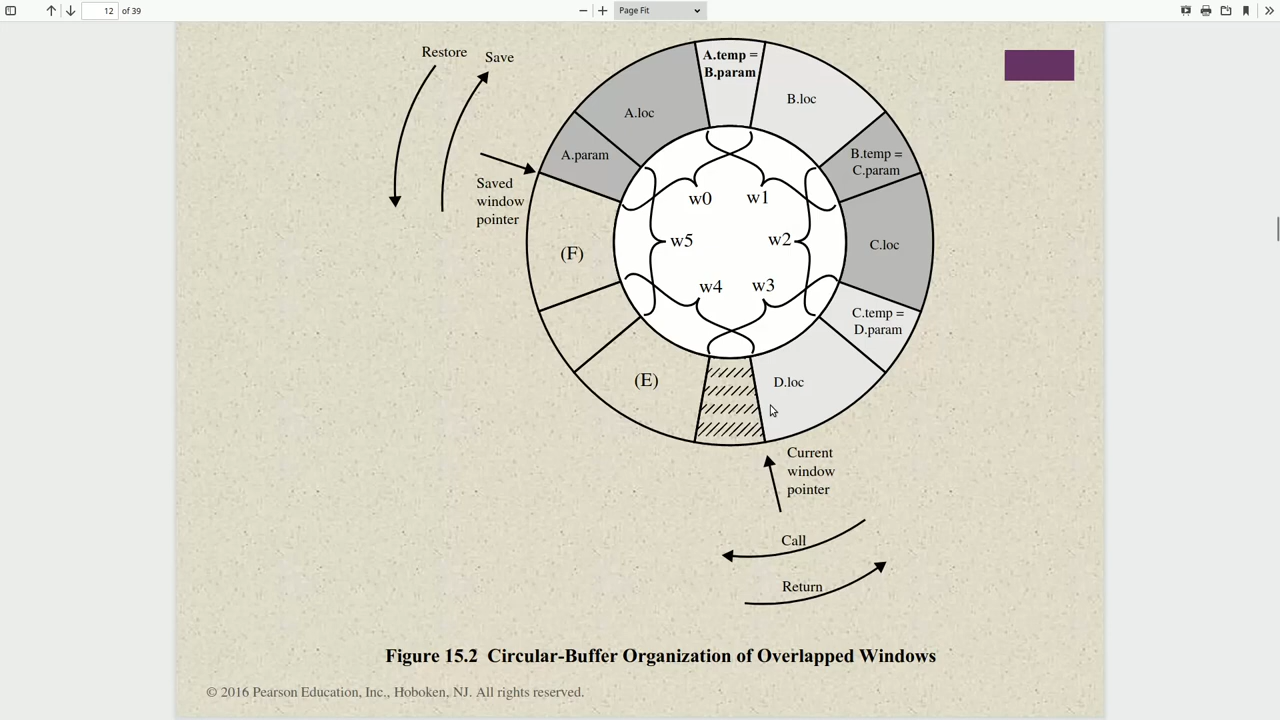 12
of 39
Page Fit
Restore
Save
A.temp =
B.param
A.loc
B.loc
A.param
B.temp =
C.param
Saved
window
pointer
w0
w1
(F)
w5
w2
C.loc
w4
w3
C.temp =
D.param
(E)
D.loc
Current
window
pointer
Call
Return
Figure 15.2 Circular-Buffer Organization of Overlapped Windows
© 2016 Pearson Education, Inc., Hoboken, NJ. All rights reserved.